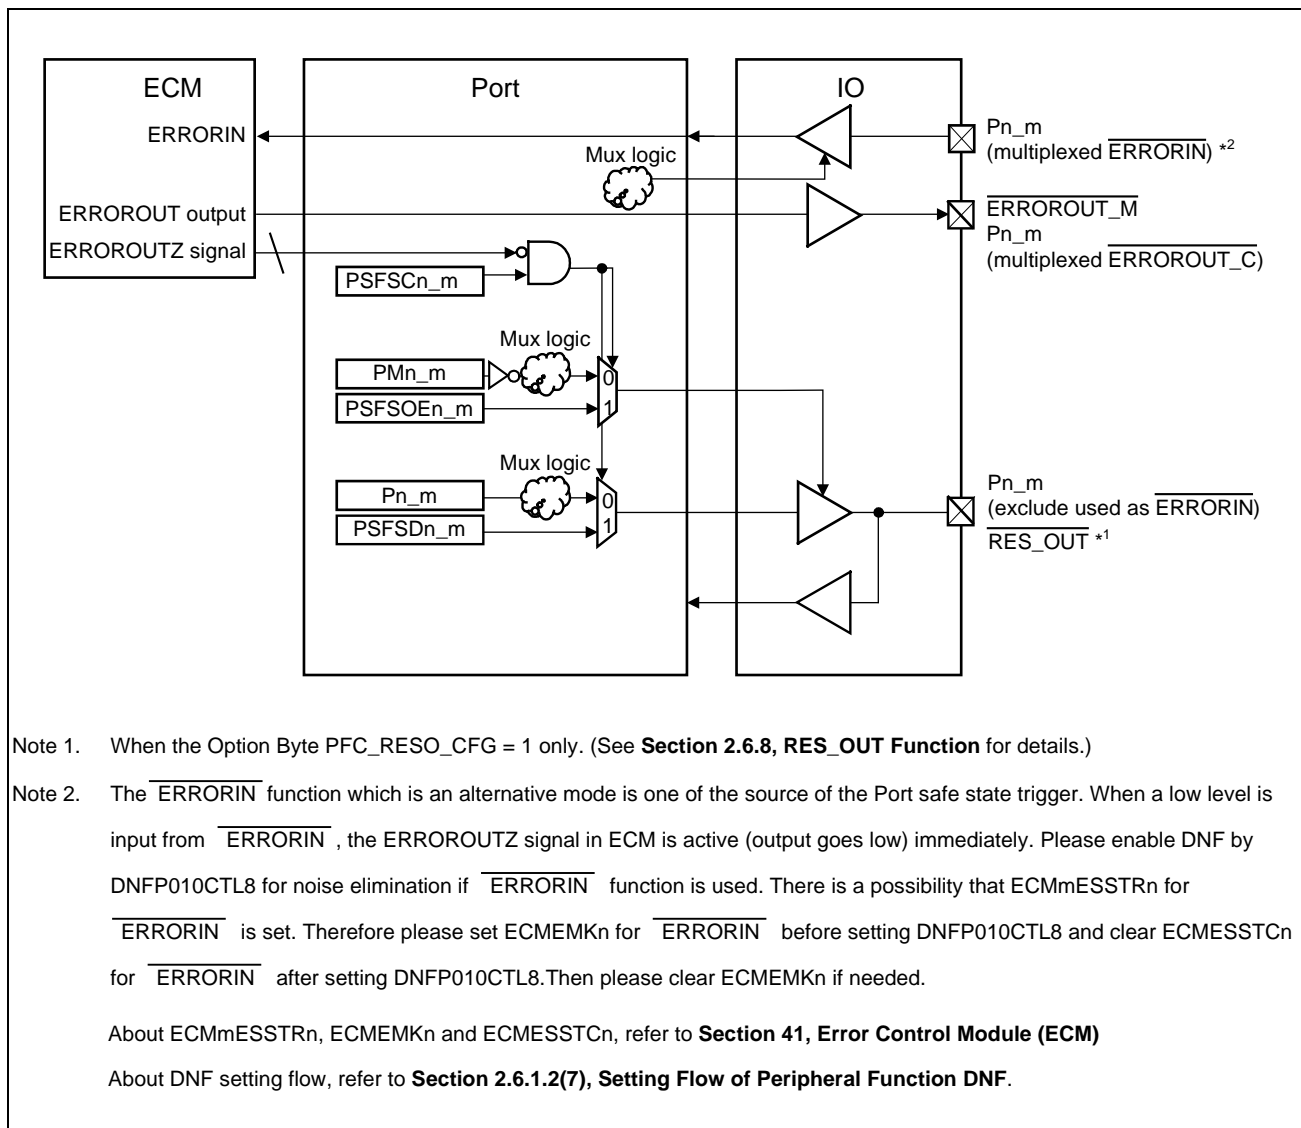 ECM
Port
IO
ERRORIN
Mux logic
Pn_m
(multiplexed ERRORIN) *2
ERROROUT output
ERROROUT_M
Pn_m
(multiplexed ERROROUT_C)
ERROROUTZ signal
PSFSCn_m
Mux logic
PMn_m
0
PSFSOEn_m
1
Mux logic
Pn_m
0
PSFSDn_m
1
Pn_m
(exclude used as ERRORIN)
RES_OUT *1
Note 1. When the Option Byte PFC_RESO_CFG = 1 only. (See Section 2.6.8, RES_OUT Function for details.)
Note 2. The ERRORIN function which is an alternative mode is one of the source of the Port safe state trigger. When a low level is
input from ERRORIN , the ERROROUTZ signal in ECM is active (output goes low) immediately. Please enable DNF by
DNFP010CTL8 for noise elimination if ERRORIN function is used. There is a possibility that ECMmESSTRn for
ERRORIN is set. Therefore please set ECMEMKn for ERRORIN before setting DNFP010CTL8 and clear ECMESSTCn
for ERRORIN after setting DNFP010CTL8.Then please clear ECMEMKn if needed.
About ECMmESSTRn, ECMEMKn and ECMESSTCn, refer to Section 41, Error Control Module (ECM)
About DNF setting flow, refer to Section 2.6.1.2(7), Setting Flow of Peripheral Function DNF.